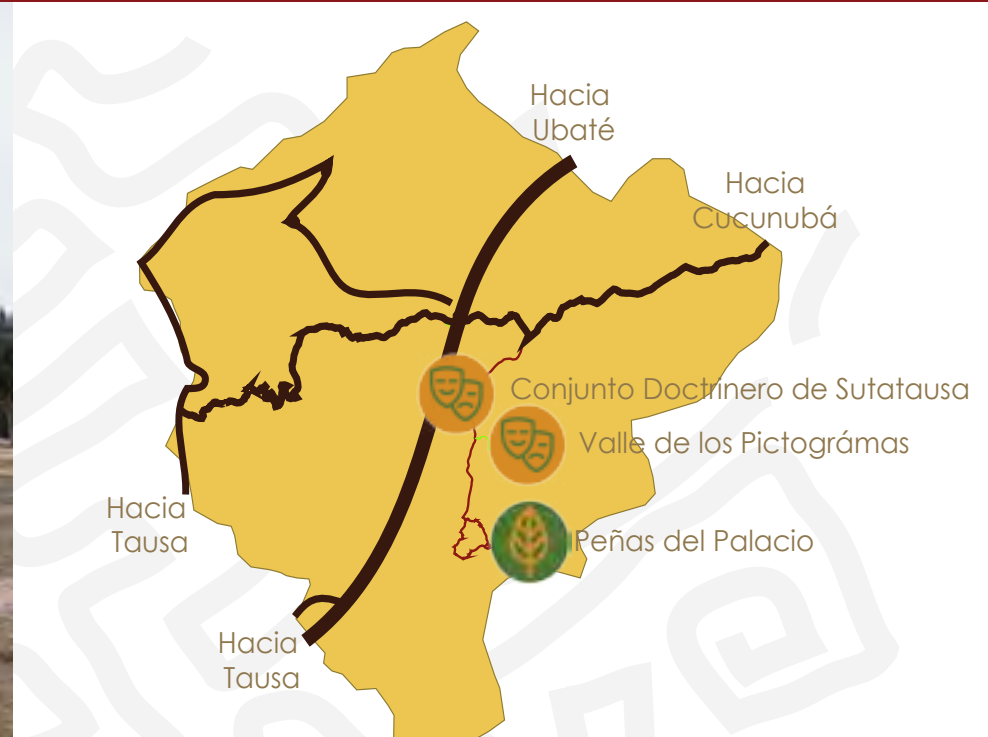 Hacia
Ubaté
Hacia
Cucunubá
Conjunto Doctrinero de Sutatausa
Valle de los Pictográmas
Hacia
Tausa
Peñas del Palacio
Hacia
Tausa